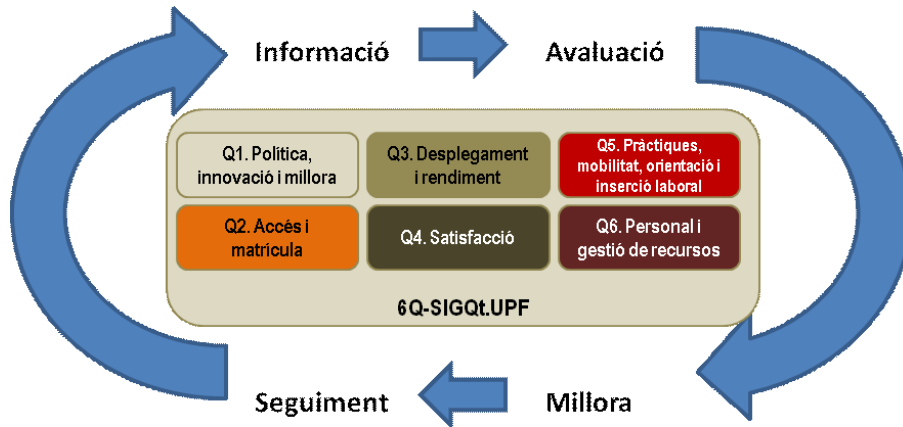 Informació
Avaluació
Q1. Política,
innovació i millora
Q3. Desplegament
i rendiment
Q5. Pràctiques,
mobilitat, orientació i
inserció laboral
Q2. Accés i
matrícula
Q4. Satisfacció
Q6. Personal i
gestió de recursos
6Q-SIGQt.UPF
Seguiment
Millora